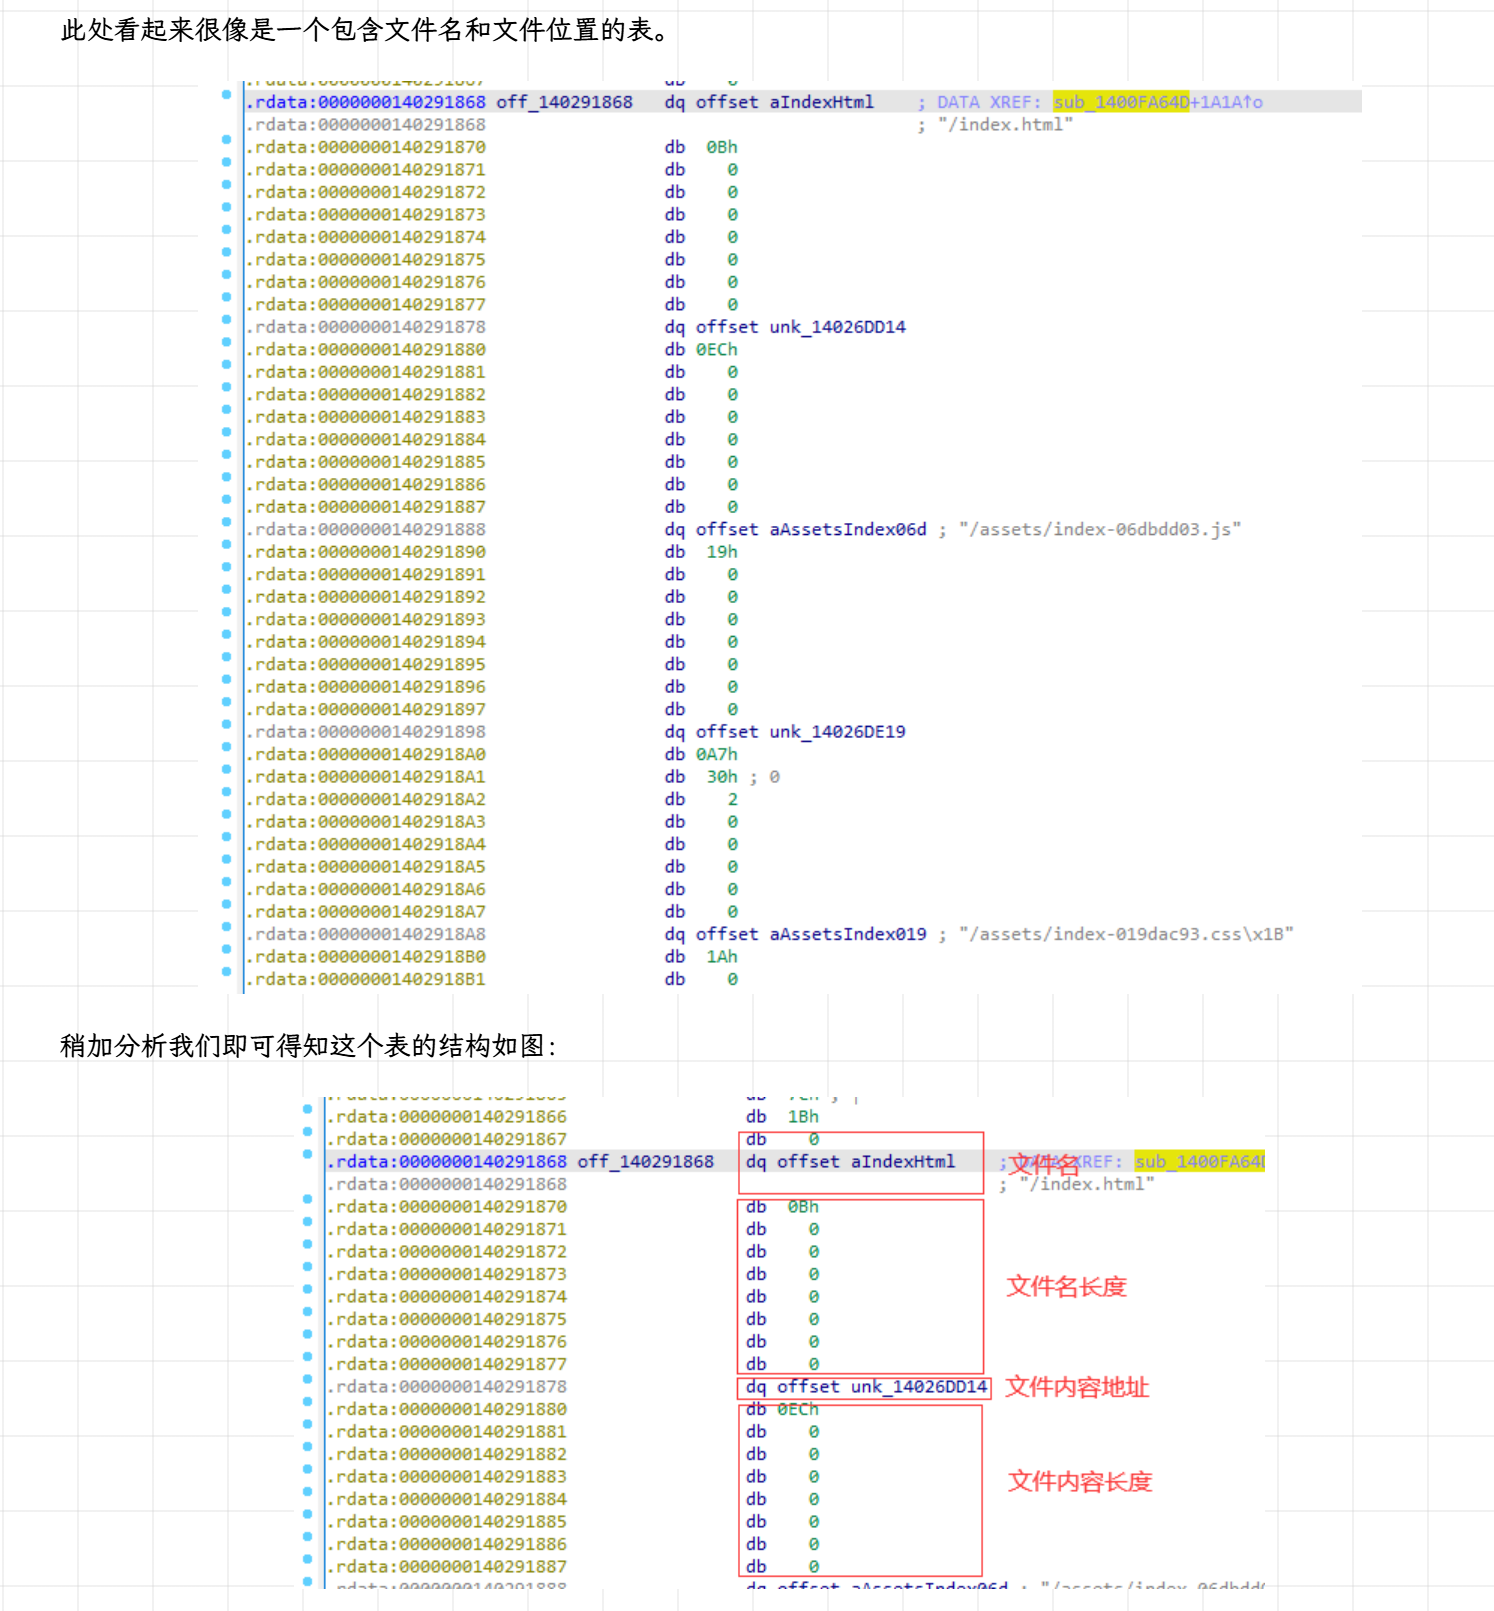 此处看起来很像是一个包含文件名和文件位置的表。
.rdata:0000000140291868 off_140291868 dq offset aIndexHtml ; DATA XREF: sub_1400FA64D+1A1A↑o
.rdata:0000000140291868 ; "/index.html"
.rdata:0000000140291870 db 0Bh
.rdata:0000000140291871 db 0
.rdata:0000000140291872 db 0
.rdata:0000000140291873 db 0
.rdata:0000000140291874 db 0
.rdata:0000000140291875 db 0
.rdata:0000000140291876 db 0
.rdata:0000000140291877 db 0
.rdata:0000000140291878 dq offset unk_14026DD14
.rdata:0000000140291880 db 0ECh
.rdata:0000000140291881 db 0
.rdata:0000000140291882 db 0
.rdata:0000000140291883 db 0
.rdata:0000000140291884 db 0
.rdata:0000000140291885 db 0
.rdata:0000000140291886 db 0
.rdata:0000000140291887 db 0
.rdata:0000000140291888 dq offset aAssetsIndex06d ; "/assets/index-06dbdd03.js"
.rdata:0000000140291890 db 19h
.rdata:0000000140291891 db 0
.rdata:0000000140291892 db 0
.rdata:0000000140291893 db 0
.rdata:0000000140291894 db 0
.rdata:0000000140291895 db 0
.rdata:0000000140291896 db 0
.rdata:0000000140291897 db 0
.rdata:0000000140291898 dq offset unk_14026DE19
.rdata:00000001402918A0 db 0A7h
.rdata:00000001402918A1 db 30h ; 0
.rdata:00000001402918A2 db 2
.rdata:00000001402918A3 db 0
.rdata:00000001402918A4 db 0
.rdata:00000001402918A5 db 0
.rdata:00000001402918A6 db 0
.rdata:00000001402918A7 db 0
.rdata:00000001402918A8 dq offset aAssetsIndex019 ; "/assets/index-019dac93.css\x1B"
.rdata:00000001402918B0 db 1Ah
.rdata:00000001402918B1 db 0
稍加分析我们即可得知这个表的结构如图：
.rdata:0000000140291866 db 1Bh
.rdata:0000000140291867 db 0
.rdata:0000000140291868 off_140291868 dq offset aIndexHtml ; DATA XREF: sub_1400FA64
文件名
.rdata:0000000140291868 ; "/index.html"
.rdata:0000000140291870 db 0Bh
.rdata:0000000140291871 db 0
.rdata:0000000140291872 db 0
.rdata:0000000140291873 db 0
文件名长度
.rdata:0000000140291874 db 0
.rdata:0000000140291875 db 0
.rdata:0000000140291876 db 0
.rdata:0000000140291877 db 0
.rdata:0000000140291878 dq offset unk_14026DD14 文件内容地址
.rdata:0000000140291880 db 0ECh
.rdata:0000000140291881 db 0
.rdata:0000000140291882 db 0
.rdata:0000000140291883 db 0
文件内容长度
.rdata:0000000140291884 db 0
.rdata:0000000140291885 db 0
.rdata:0000000140291886 db 0
.rdata:0000000140291887 db 0